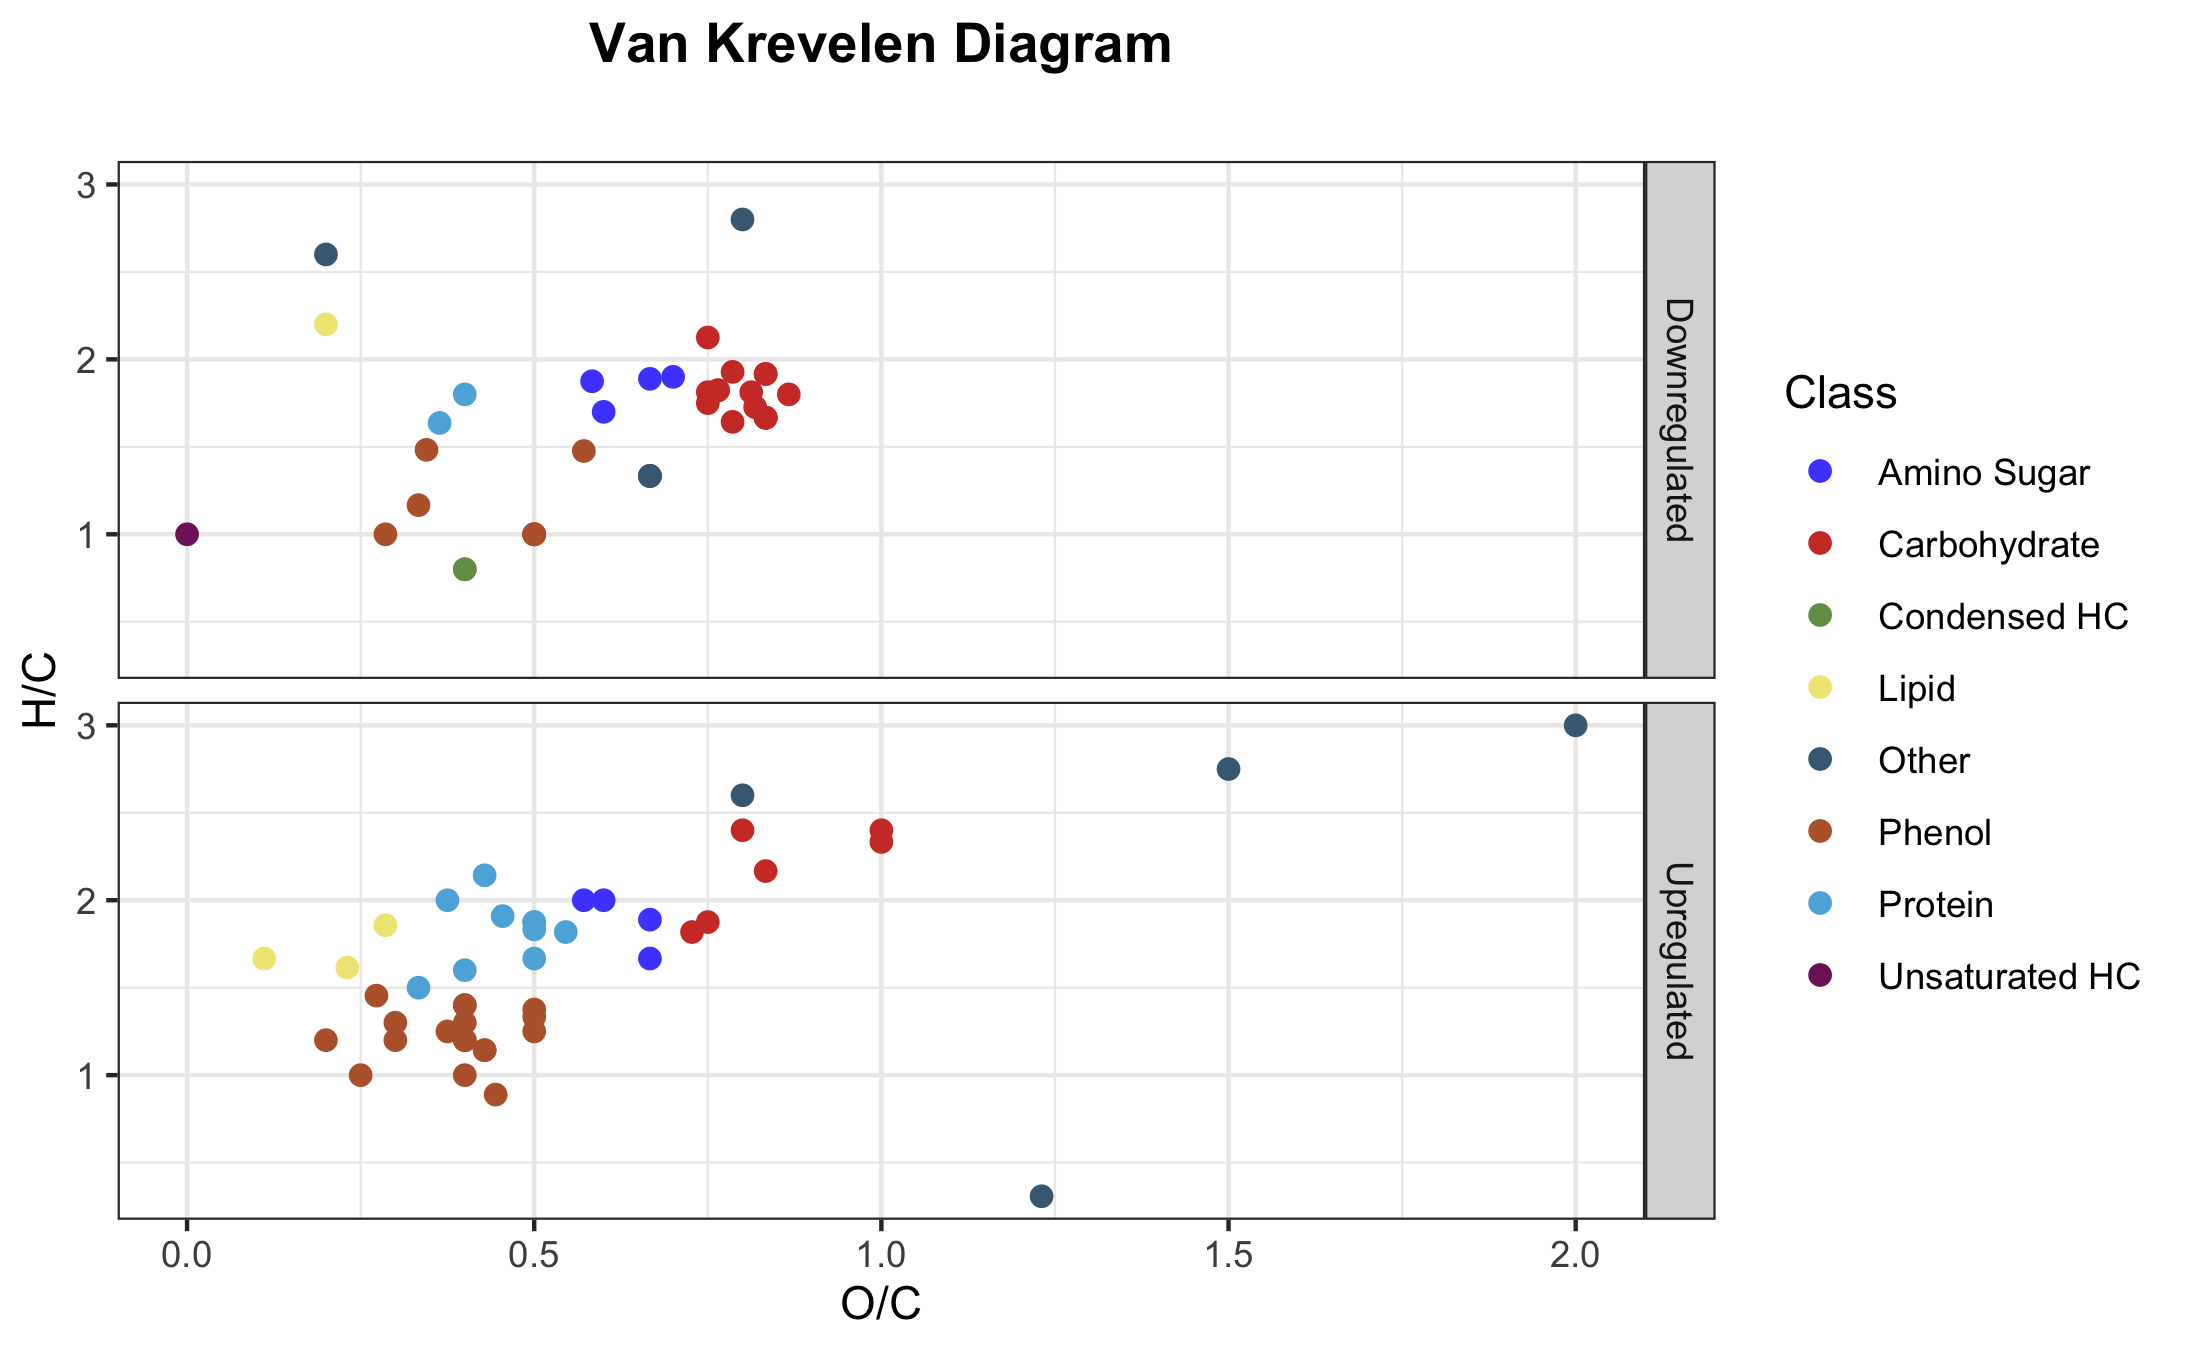 Van Krevelen Diagram
3
2
1
Downregulated
H/C
3
2
1
Upregulated
0.0 0.5 1.0 1.5 2.0
O/C
Class
Amino Sugar
Carbohydrate
Condensed HC
Lipid
Other
Phenol
Protein
Unsaturated HC